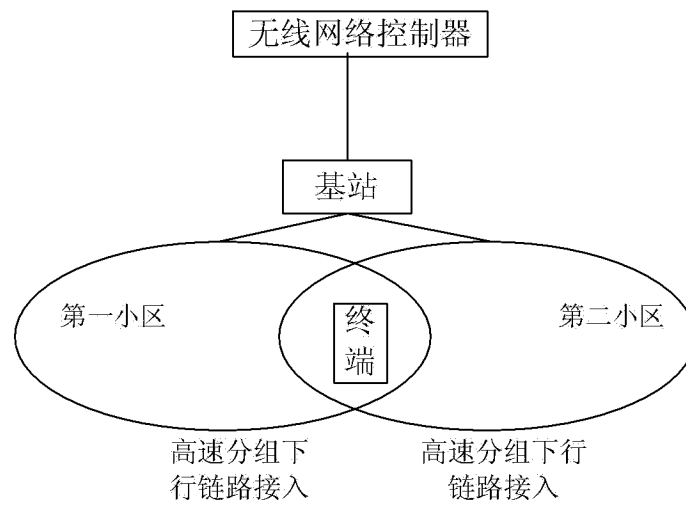 无线网络控制器
基站
第一小区
终
端
第二小区
高速分组下
行链路接入
高速分组下行
链路接入